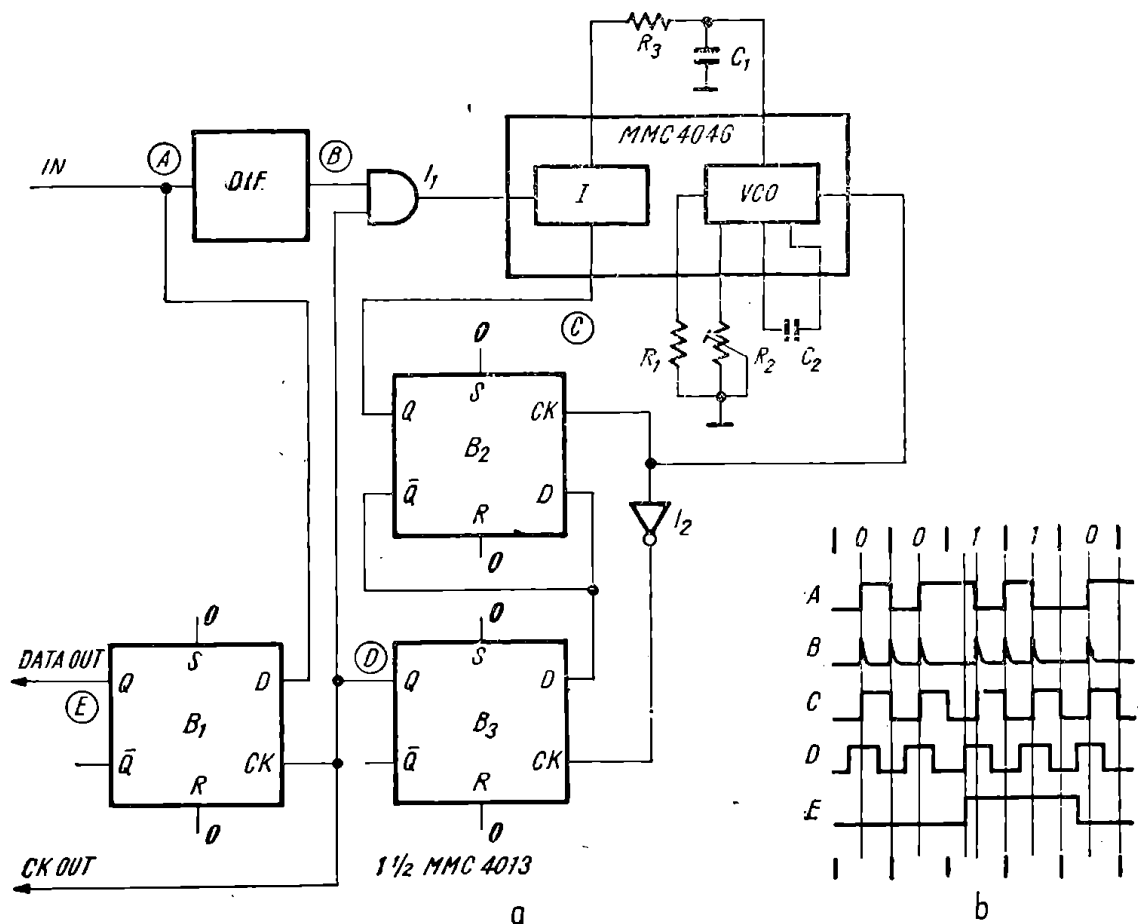 R3
C1
MMC 4046
IN
A
DIF.
B
I1
I
VCO
C
R1
R2
C2
0
S
Q
CK
B2
Q̄
D
R
0
I2
0
S
DATA OUT
Q
D
E
B1
Q̄
CK
R
0
0
S
D
Q
D
B3
Q̄
CK
R
0
CK OUT
1 1/2 MMC 4013
a
0 0 1 1 0
A
B
C
D
E
b